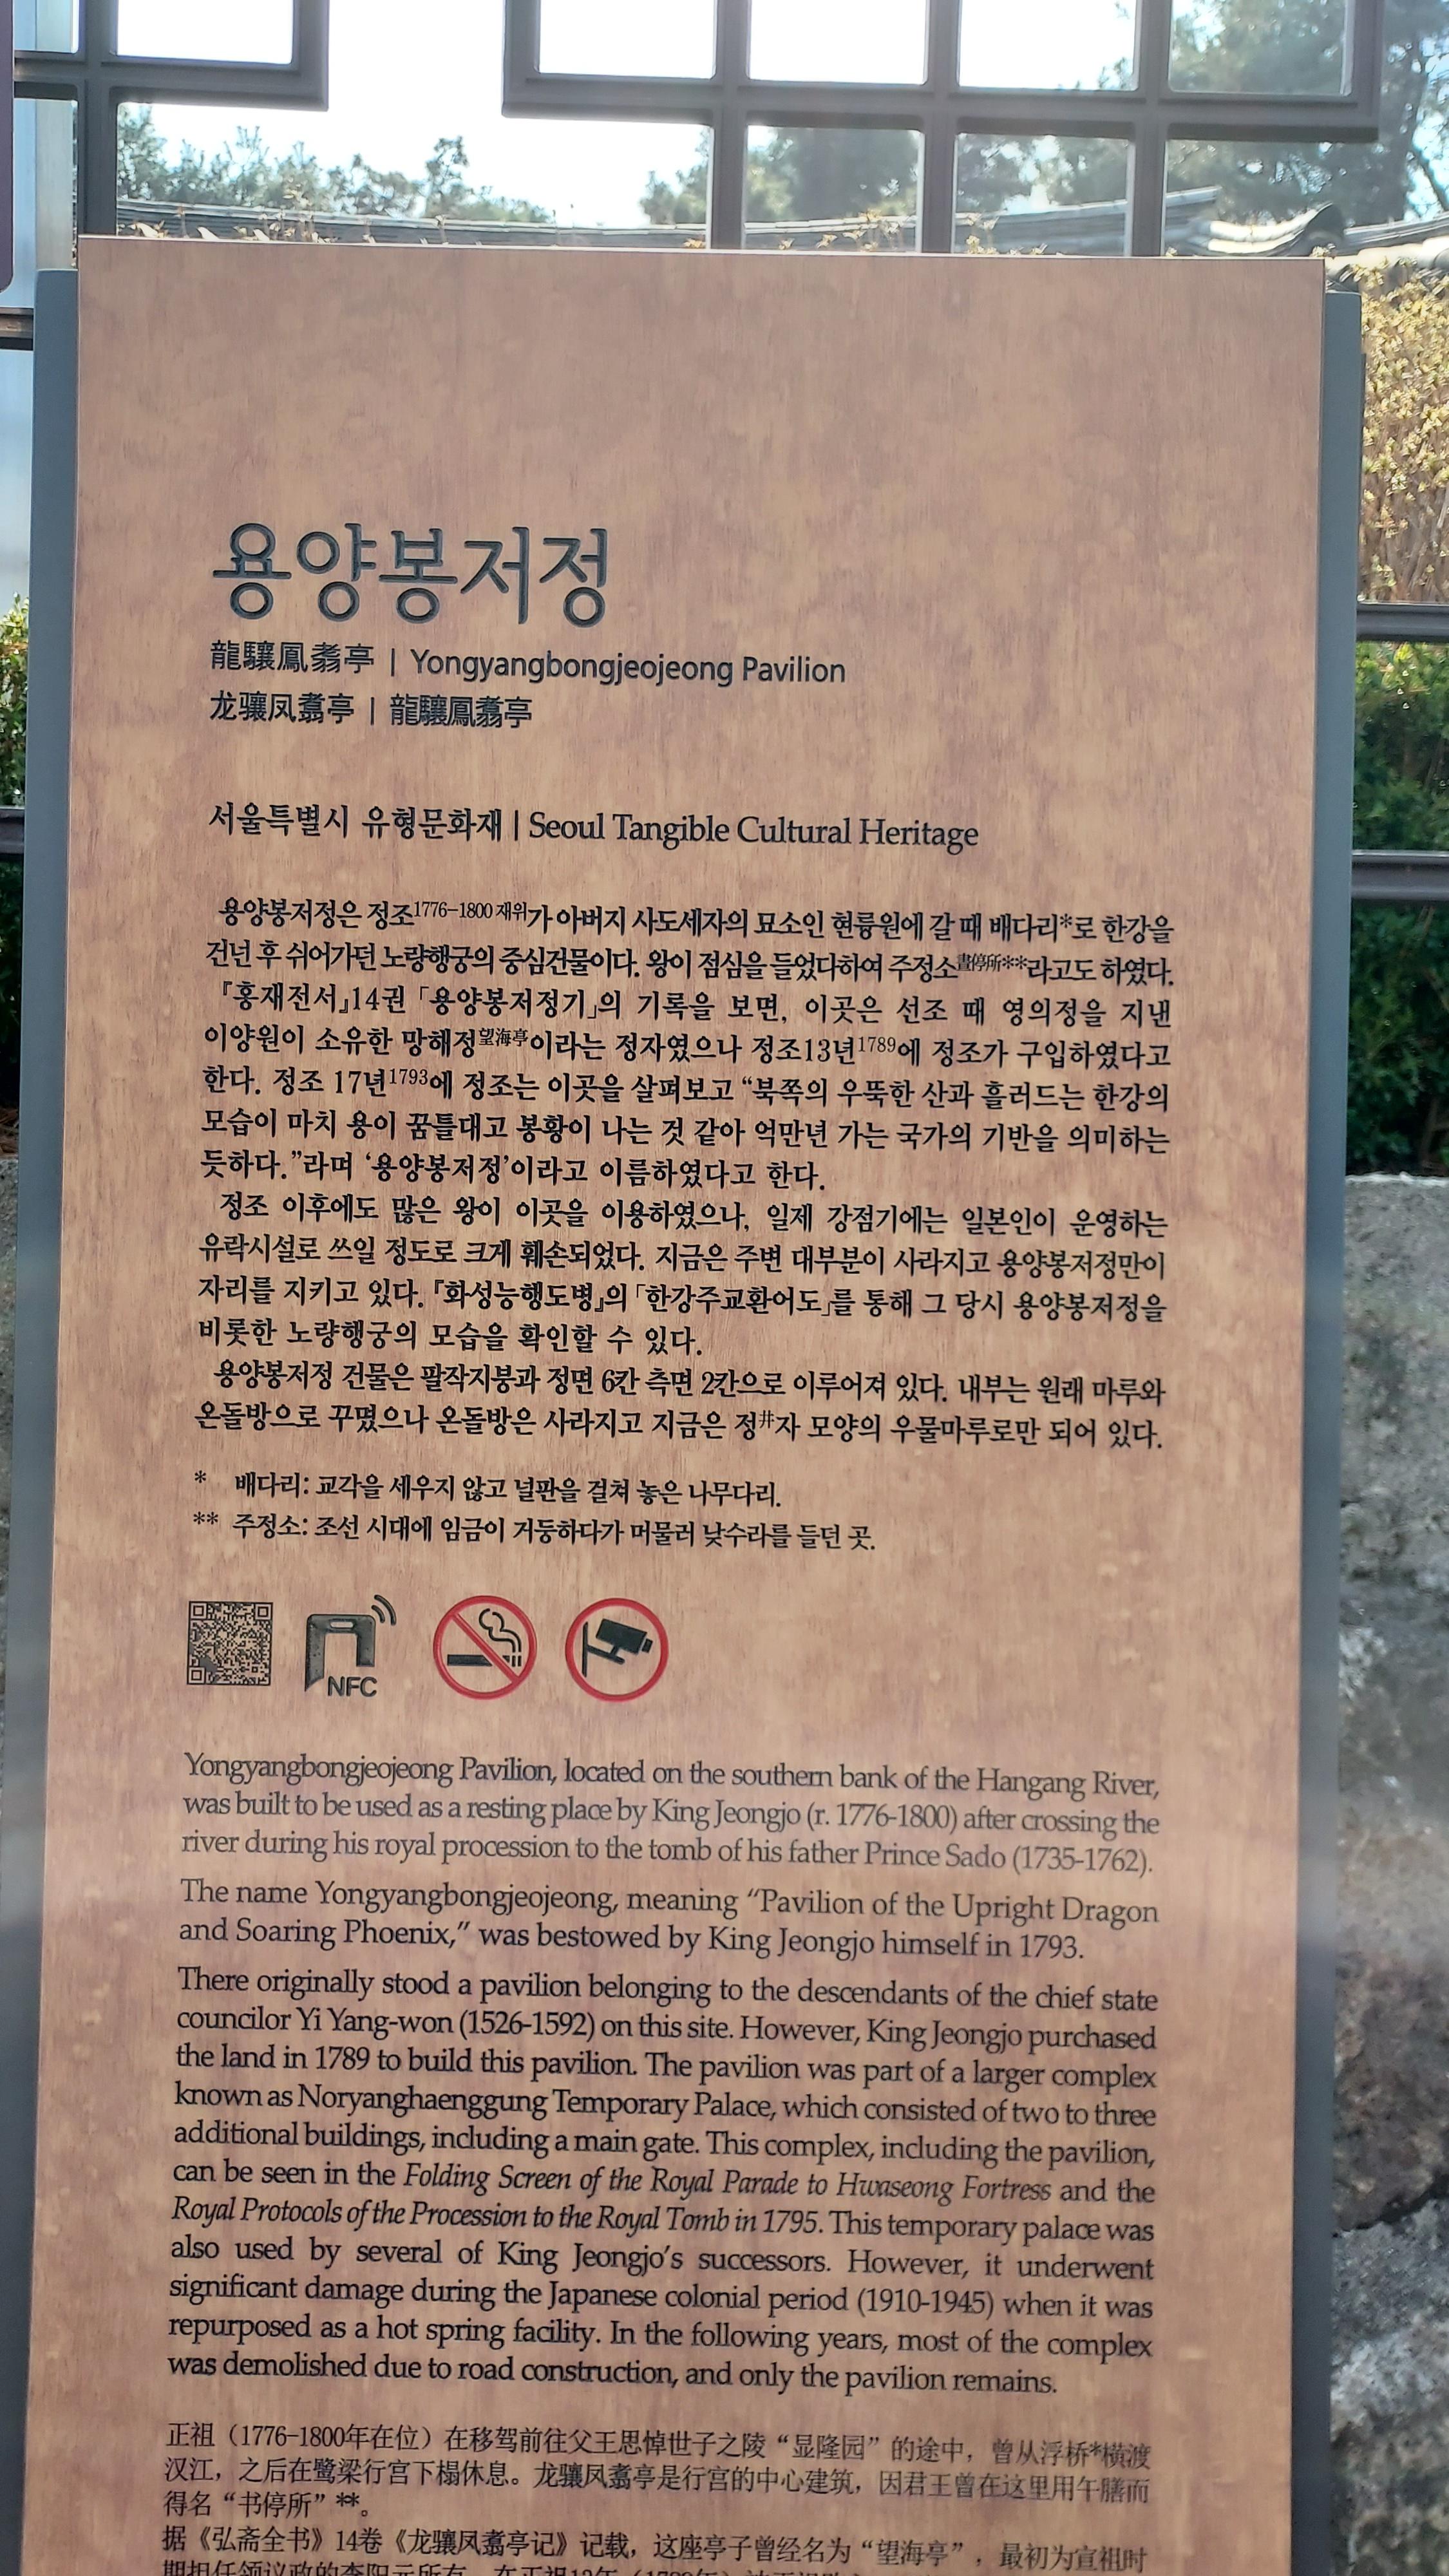 용양봉저정
龍驤鳳翥亭 | Yongyangbongjeojeong Pavilion
龙骧凤翥亭 | 龍驤鳳翥亭
서울특별시 유형문화재 | Seoul Tangible Cultural Heritage
용양봉저정은 정조1776-1800 재위가 아버지 사도세자의 묘소인 현륭원에 갈 때 배다리*로 한강을
건넌 후 쉬어가던 노량행궁의 중심건물이다. 왕이 점심을 들었다하여 주정소晝停所**라고도 하였다.
『홍재전서』14권 「용양봉저정기」의 기록을 보면, 이곳은 선조 때 영의정을 지낸
이양원이 소유한 망해정望海亭이라는 정자였으나 정조13년1789에 정조가 구입하였다고
한다. 정조 17년1793에 정조는 이곳을 살펴보고 “북쪽의 우뚝한 산과 흘러드는 한강의
모습이 마치 용이 꿈틀대고 봉황이 나는 것 같아 억만년 가는 국가의 기반을 의미하는
듯하다.”라며 ‘용양봉저정’이라고 이름하였다고 한다.
정조 이후에도 많은 왕이 이곳을 이용하였으나, 일제 강점기에는 일본인이 운영하는
유락시설로 쓰일 정도로 크게 훼손되었다. 지금은 주변 대부분이 사라지고 용양봉저정만이
자리를 지키고 있다. 『화성능행도병』의 「한강주교환어도」를 통해 그 당시 용양봉저정을
비롯한 노량행궁의 모습을 확인할 수 있다.
용양봉저정 건물은 팔작지붕과 정면 6칸 측면 2칸으로 이루어져 있다. 내부는 원래 마루와
온돌방으로 꾸몄으나 온돌방은 사라지고 지금은 정井자 모양의 우물마루로만 되어 있다.
* 배다리: 교각을 세우지 않고 널판을 걸쳐 놓은 나무다리.
** 주정소: 조선 시대에 임금이 거둥하다가 머물러 낮수라를 들던 곳.
NFC
Yongyangbongjeojeong Pavilion, located on the southern bank of the Hangang River,
was built to be used as a resting place by King Jeongjo (r. 1776-1800) after crossing the
river during his royal procession to the tomb of his father Prince Sado (1735-1762).
The name Yongyangbongjeojeong, meaning “Pavilion of the Upright Dragon
and Soaring Phoenix,” was bestowed by King Jeongjo himself in 1793.
There originally stood a pavilion belonging to the descendants of the chief state
councilor Yi Yang-won (1526-1592) on this site. However, King Jeongjo purchased
the land in 1789 to build this pavilion. The pavilion was part of a larger complex
known as Noryanghaenggung Temporary Palace, which consisted of two to three
additional buildings, including a main gate. This complex, including the pavilion,
can be seen in the Folding Screen of the Royal Parade to Hwaseong Fortress and the
Royal Protocols of the Procession to the Royal Tomb in 1795. This temporary palace was
also used by several of King Jeongjo’s successors. However, it underwent
significant damage during the Japanese colonial period (1910-1945) when it was
repurposed as a hot spring facility. In the following years, most of the complex
was demolished due to road construction, and only the pavilion remains.
正祖（1776-1800年在位）在移驾前往父王思悼世子之陵“显隆园”的途中，曾从浮桥*横渡
汉江，之后在鹭梁行宫下榻休息。龙骧凤翥亭是行宫的中心建筑，因君王曾在这里用午膳而
得名“书停所”**。
据《弘斋全书》14卷《龙骧凤翥亭记》记载，这座亭子曾经名为“望海亭”，最初为宣祖时